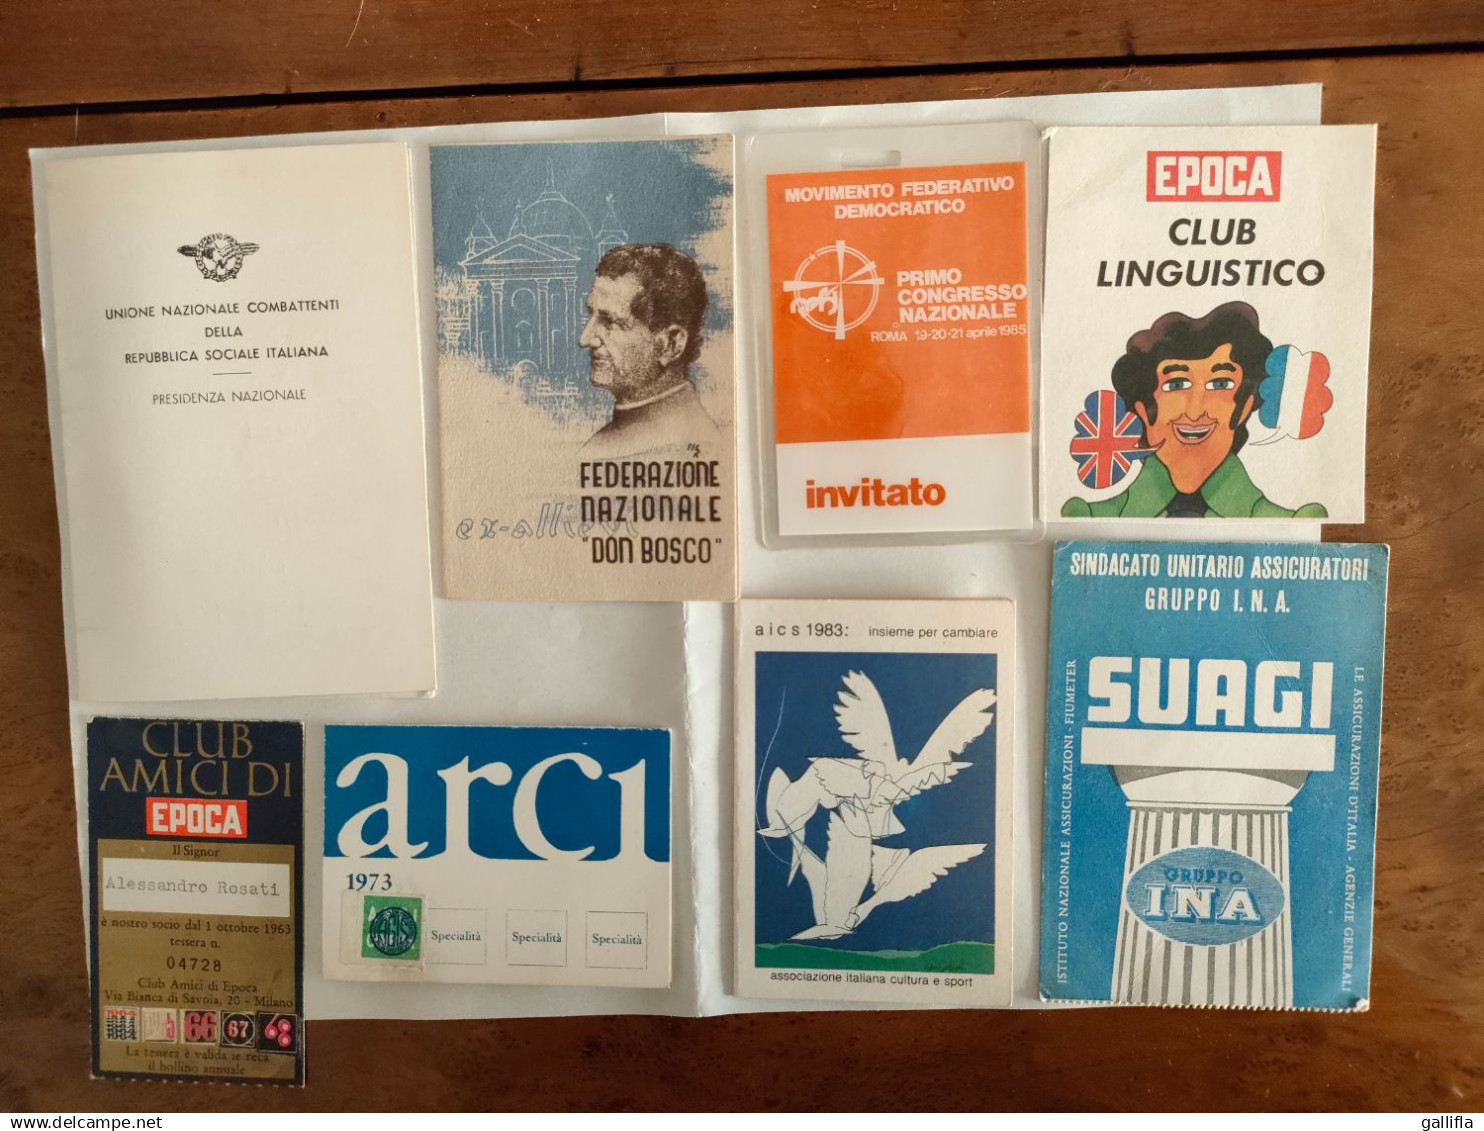 UNIONE NAZIONALE COMBATTENTI
DELLA
REPUBBLICA SOCIALE ITALIANA
PRESIDENZA NAZIONALE
FEDERAZIONE
NAZIONALE
ex-allievi
"DON BOSCO"
MOVIMENTO FEDERATIVO
DEMOCRATICO
PRIMO
CONGRESSO
NAZIONALE
ROMA 19-20-21 aprile 1985
invitato
EPOCA
CLUB
LINGUISTICO
CLUB
AMICI DI
EPOCA
Il Signor
Alessandro Rosati
è nostro socio dal 1 ottobre 1963
tessera n.
04728
Club Amici di Epoca
Via Bianca di Savoia, 20 - Milano
66 67 68
La tessera è valida se reca
il bollino annuale
arci
1973
Specialità Specialità Specialità
aics 1983: insieme per cambiare
associazione italiana cultura e sport
SINDACATO UNITARIO ASSICURATORI
GRUPPO I.N.A.
SUAGI
ISTITUTO NAZIONALE ASSICURAZIONI - FIUMETER
LE ASSICURAZIONI D'ITALIA - AGENZIE GENERALI
GRUPPO
INA
gallifla